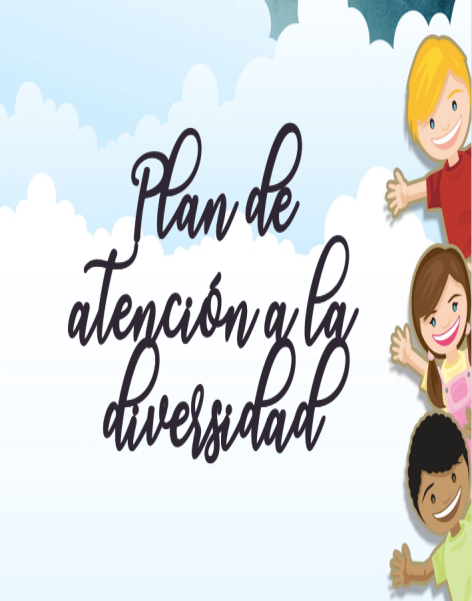 Plan de
atención a la
diversidad